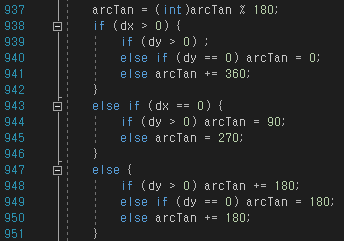 937 arcTan = (int)arcTan % 180;
938 if (dx > 0) {
939 if (dy > 0) ;
940 else if (dy == 0) arcTan = 0;
941 else arcTan += 360;
942 }
943 else if (dx == 0) {
944 if (dy > 0) arcTan = 90;
945 else arcTan = 270;
946 }
947 else {
948 if (dy > 0) arcTan += 180;
949 else if (dy == 0) arcTan = 180;
950 else arcTan += 180;
951 }